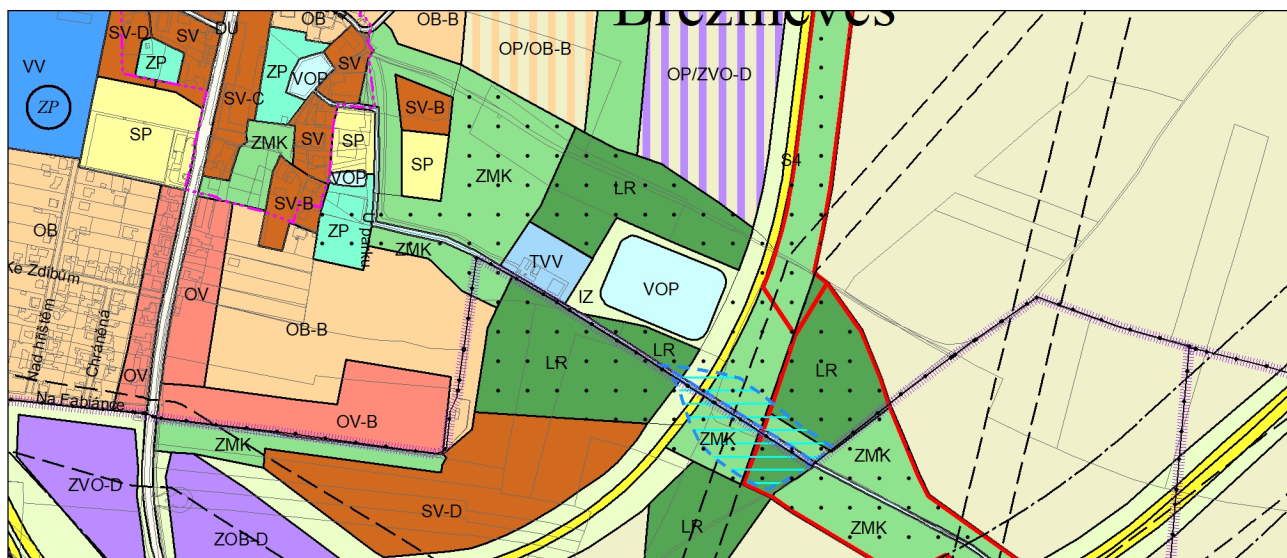 Březiněves
OB
OB-B
SV-D
SV
DU
OP/OB-B
ZP
ZP
SV
VV
VOP
OP/ZVO-D
ZP
SV-C
SV-B
SP
ZMK
SV
SP
S4
SP
ZMK
LR
VOP
SV-B
OB
ZP
U parku
ZMK
TVV
Ke Zdibům
OV
IZ
VOP
OB-B
Nad hřištěm
Chráněná
LR
LR
LR
OV
Na Fabiánce
OV-B
ZMK
ZMK
ZMK
ZVO-D
SV-D
LR
ZMK
ZOB-D